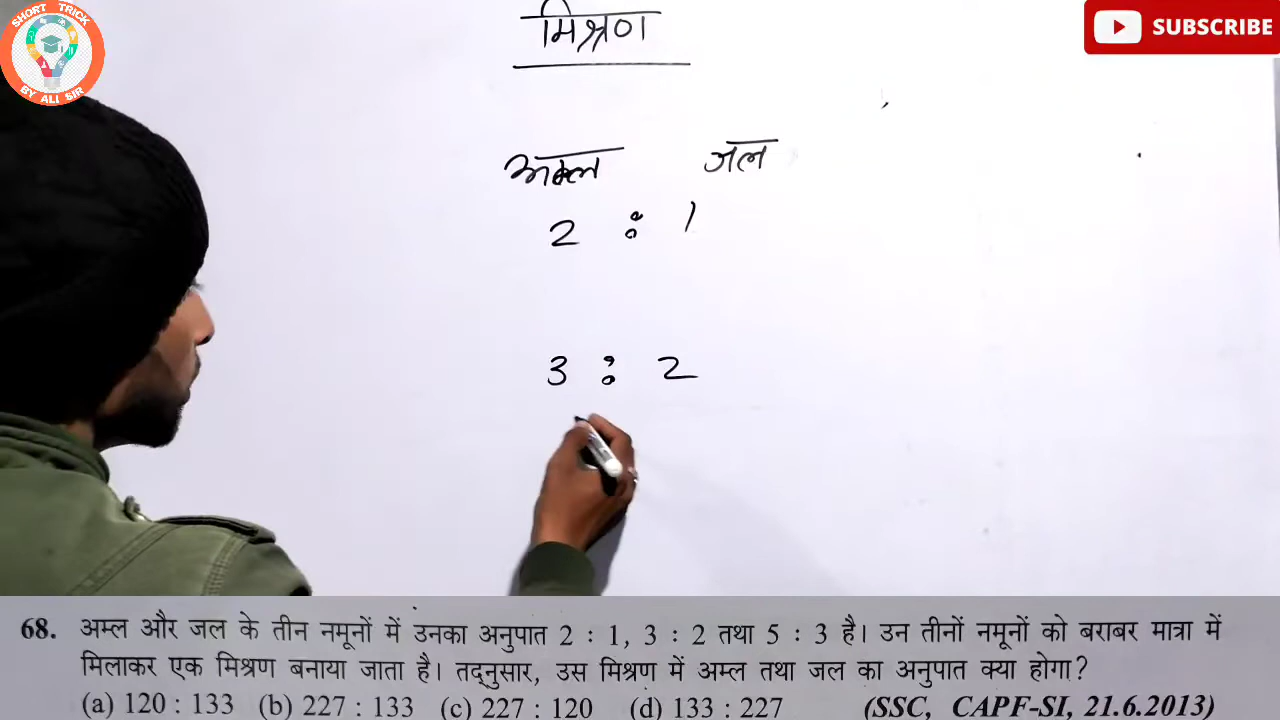 SHORT TRICK
BY ALI SIR
SUBSCRIBE
मिश्रण
अम्ल जल
2 : 1
3 : 2
68. अम्ल और जल के तीन नमूनों में उनका अनुपात 2 : 1, 3 : 2 तथा 5 : 3 है। उन तीनों नमूनों को बराबर मात्रा में
मिलाकर एक मिश्रण बनाया जाता है। तद्नुसार, उस मिश्रण में अम्ल तथा जल का अनुपात क्या होगा?
(a) 120 : 133 (b) 227 : 133 (c) 227 : 120 (d) 133 : 227 (SSC, CAPF-SI, 21.6.2013)